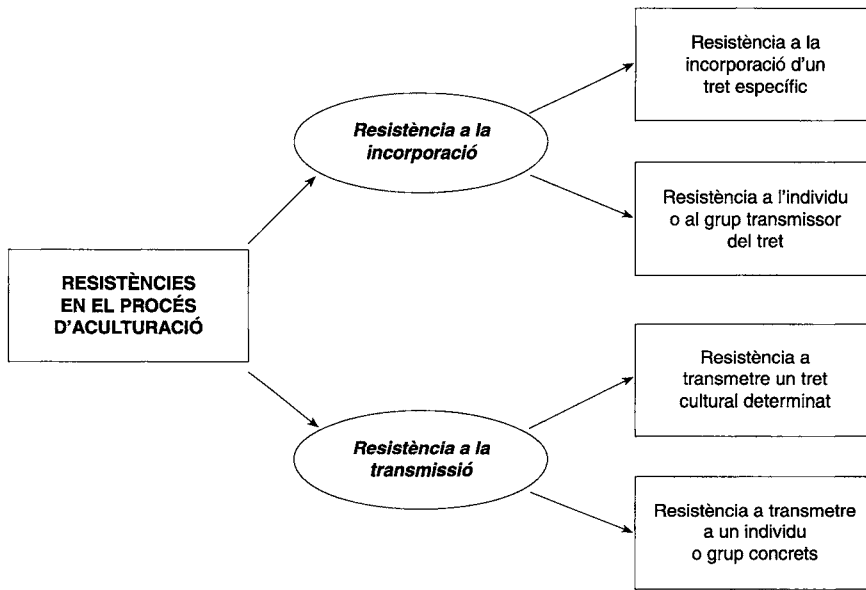 RESISTÈNCIES
EN EL PROCÉS
D'ACULTURACIÓ
Resistència a la
incorporació
Resistència a la
incorporació d'un
tret específic
Resistència a l'individu
o al grup transmissor
del tret
Resistència a la
transmissió
Resistència a
transmetre un tret
cultural determinat
Resistència a transmetre
a un individu
o grup concrets